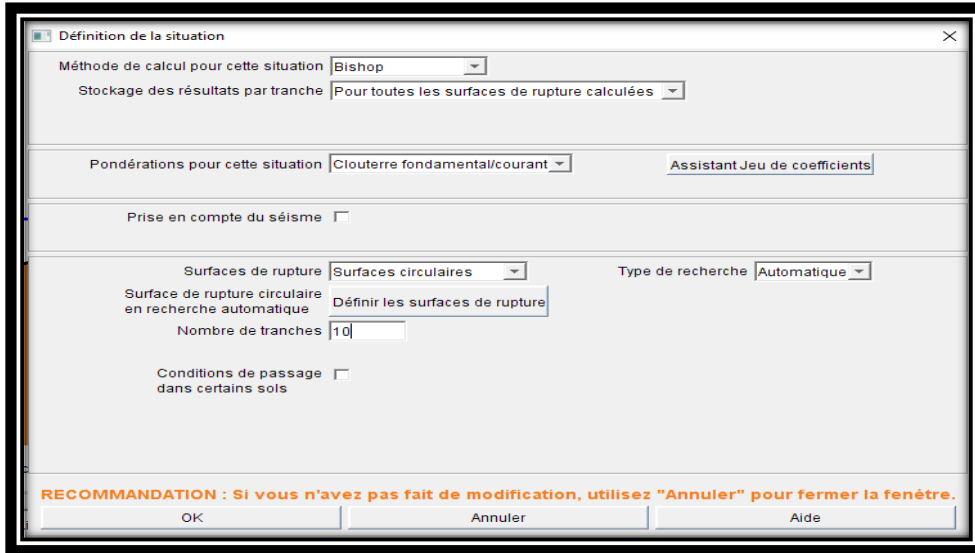 Définition de la situation
Méthode de calcul pour cette situation Bishop
Stockage des résultats par tranche Pour toutes les surfaces de rupture calculées
Pondérations pour cette situation Clouterre fondamental/courant Assistant Jeu de coefficients
Prise en compte du séisme
Surfaces de rupture Surfaces circulaires Type de recherche Automatique
Surface de rupture circulaire
en recherche automatique Définir les surfaces de rupture
Nombre de tranches 10
Conditions de passage
dans certains sols
RECOMMANDATION : Si vous n'avez pas fait de modification, utilisez "Annuler" pour fermer la fenêtre.
OK Annuler Aide